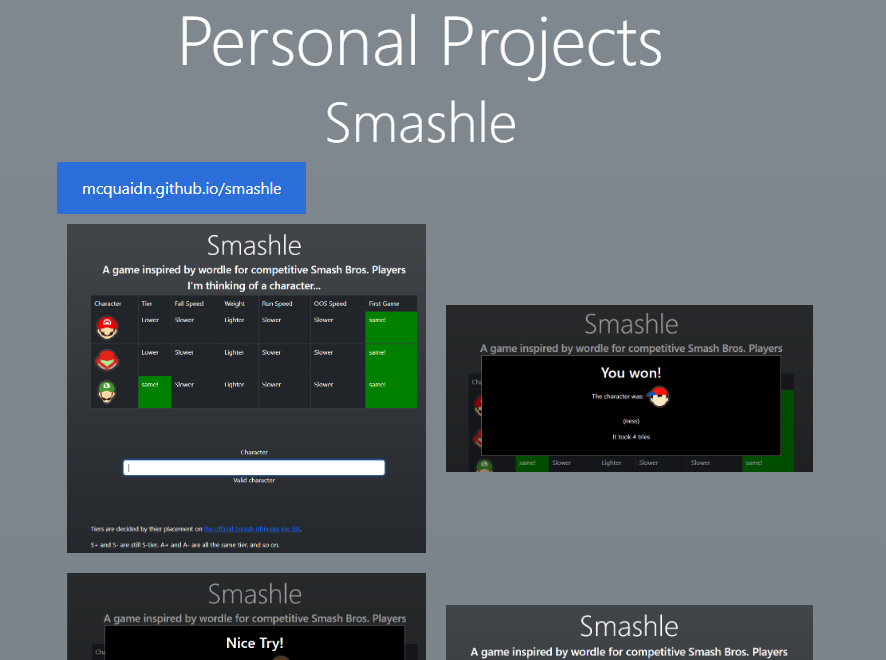 Personal Projects
Smashle
mcquaidn.github.io/smashle
Smashle
A game inspired by wordle for competitive Smash Bros. Players
I'm thinking of a character...
Character Tier Fall Speed Weight Run Speed OOS Speed First Game
Lower Slower Lighter Slower Slower same!
Lower Slower Lighter Slower Slower same!
same! Slower Lighter Slower Slower same!
Character
Valid character
Tiers are decided by thier placement on the official Smash Ultimate tier list.
S+ and S- are still S-tier, A+ and A- are all the same tier, and so on.
Smashle
A game inspired by wordle for competitive Smash Bros. Players
You won!
The character was:
(ness)
It took 4 tries
same! Slower Lighter Slower Slower same!
Smashle
A game inspired by wordle for competitive Smash Bros. Players
Nice Try!
Smashle
A game inspired by wordle for competitive Smash Bros. Players